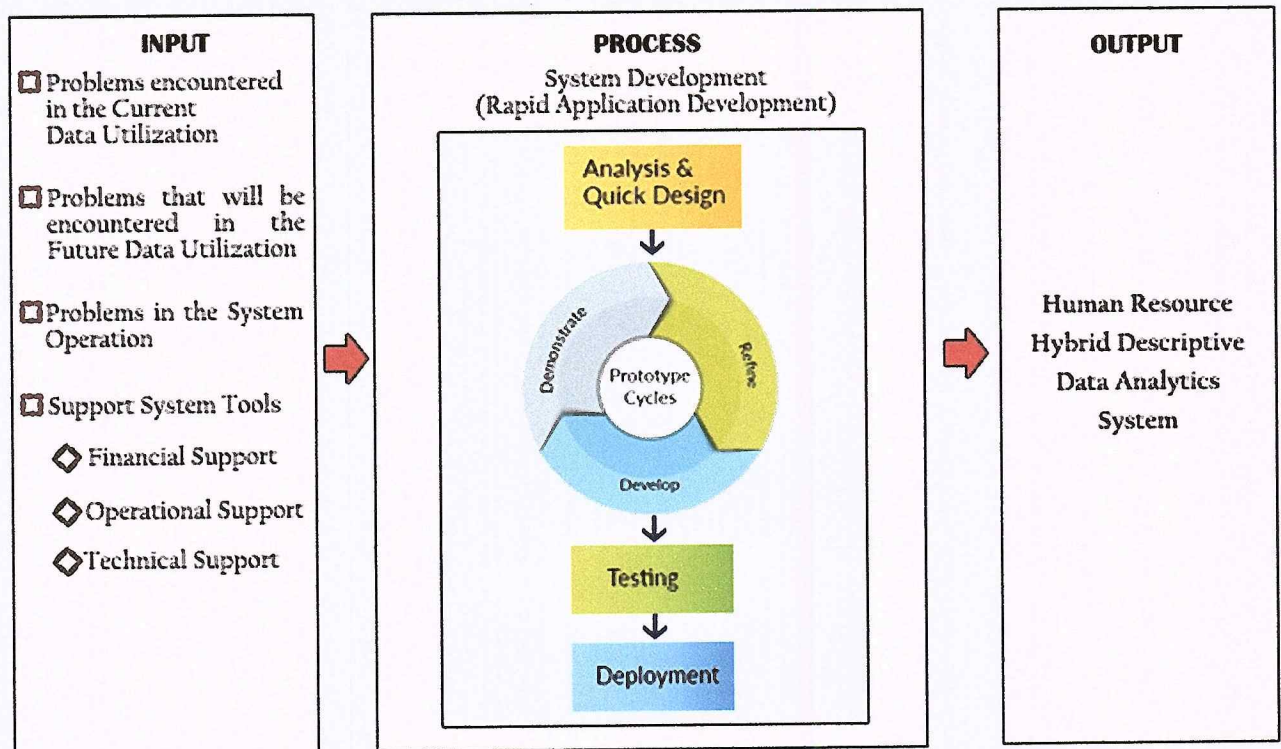 INPUT
Problems encountered
in the Current
Data Utilization
Problems that will be
encountered in the
Future Data Utilization
Problems in the System
Operation
Support System Tools
Financial Support
Operational Support
Technical Support
PROCESS
System Development
(Rapid Application Development)
Analysis &
Quick Design
Demonstrate
Refine
Prototype
Cycles
Develop
Testing
Deployment
OUTPUT
Human Resource
Hybrid Descriptive
Data Analytics
System